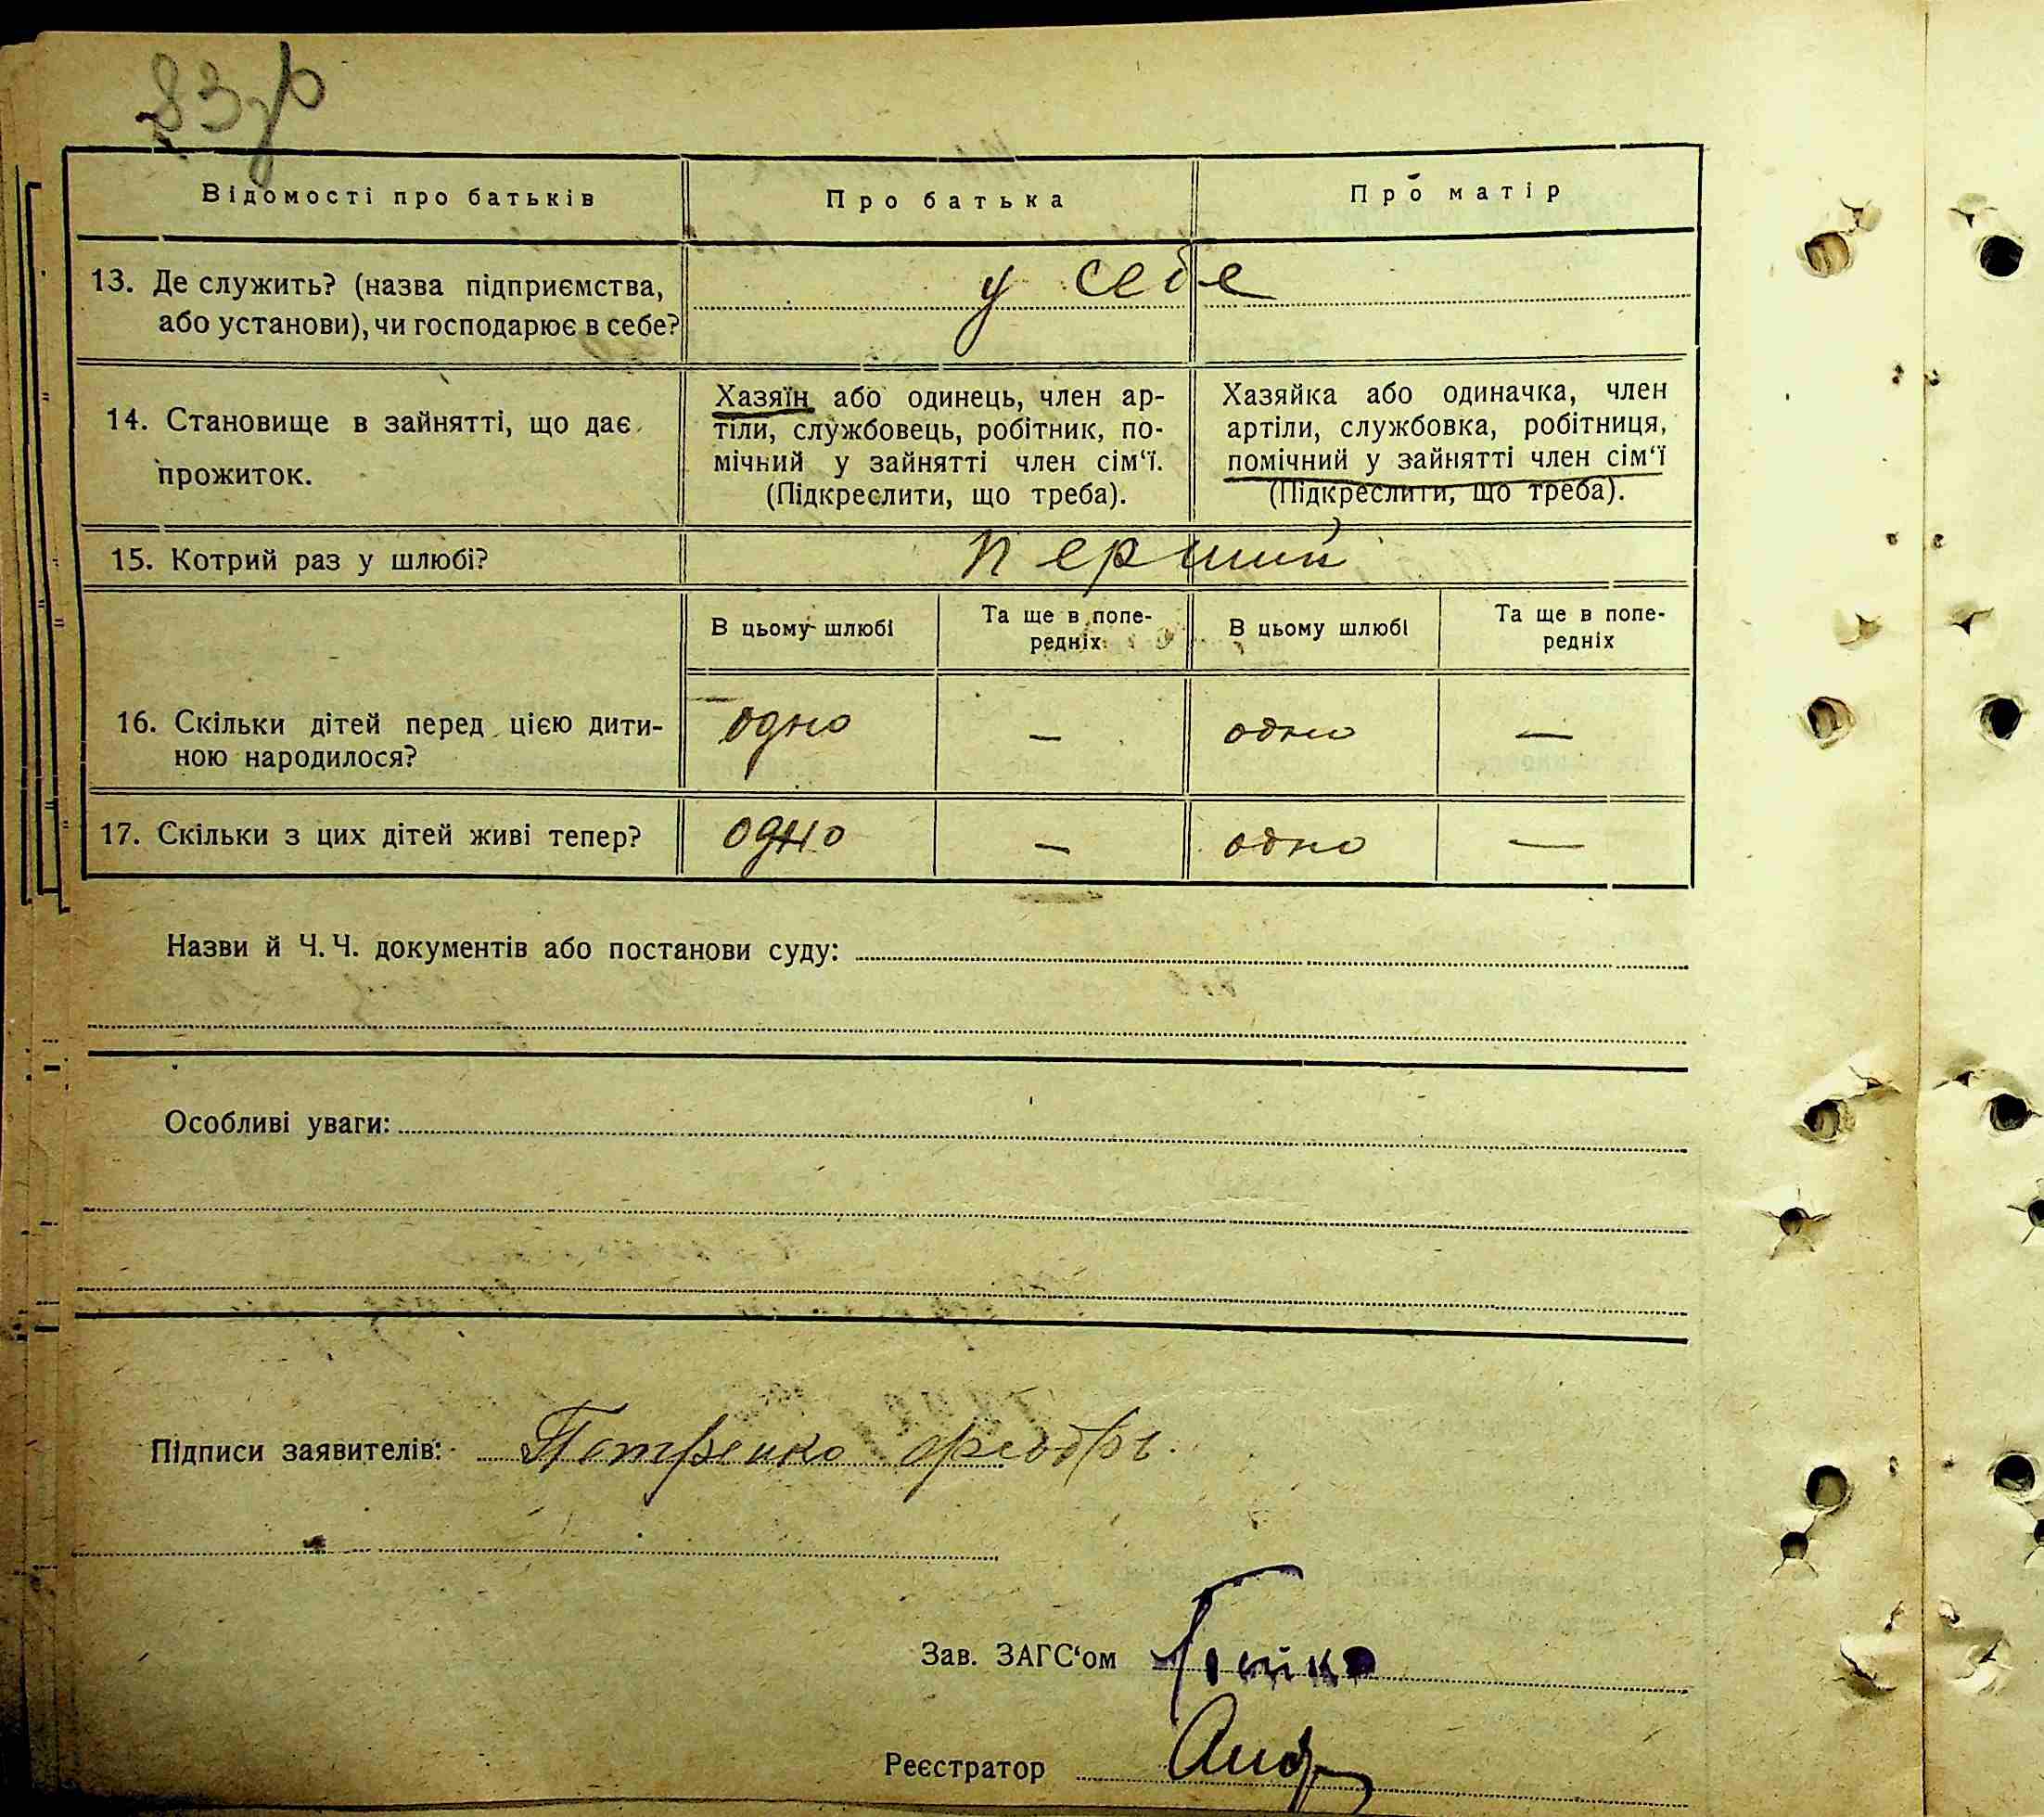 83
Відомості про батьків Про батька Про матір
13. Де служить? (назва підприємства, у себе
або установи), чи господарює в себе?
14. Становище в зайнятті, що дає прожиток.
Хазяїн або одинець, член ар-
тіли, службовець, робітник, по-
мічний у зайнятті член сім‘ї.
(Підкреслити, що треба).
Хазяйка або одиначка, член
артіли, службовка, робітниця,
помічний у зайнятті член сім‘ї
(Підкреслити, що треба).
15. Котрий раз у шлюбі? перший
В цьому шлюбі Та ще в попе- В цьому шлюбі Та ще в попе-
редніх редніх
16. Скільки дітей перед цією дити- одно — одно —
ною народилося?
17. Скільки з цих дітей живі тепер? одно — одно —
Назви й Ч. Ч. документів або постанови суду:
Особливі уваги:
Підписи заявителів: Петренко
Зав. ЗАГС‘ом
Реєстратор